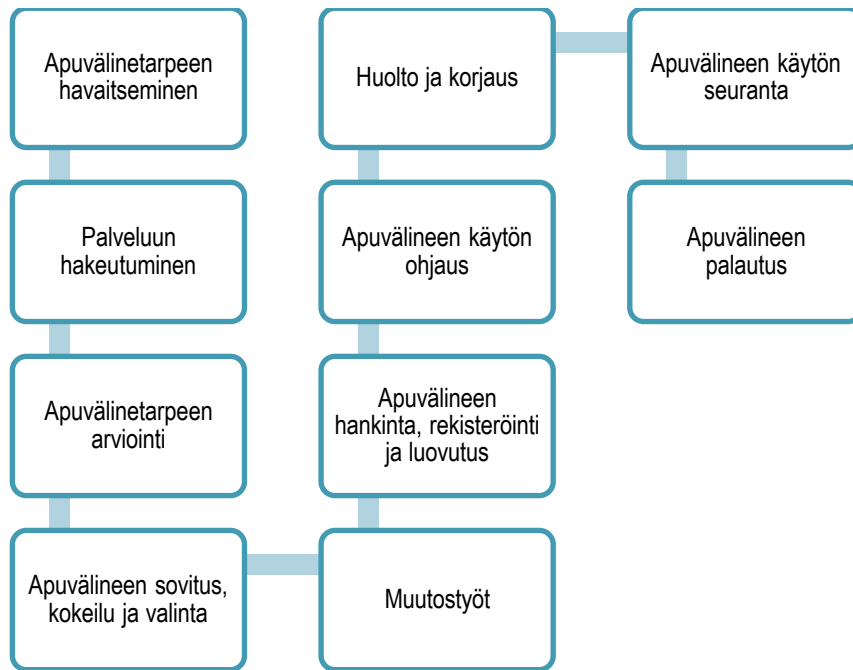 Apuvälinetarpeen
havaitseminen
Palveluun
hakeutuminen
Apuvälinetarpeen
arviointi
Apuvälineen sovitus,
kokeilu ja valinta
Muutostyöt
Apuvälineen
hankinta, rekisteröinti
ja luovutus
Apuvälineen käytön
ohjaus
Huolto ja korjaus
Apuvälineen käytön
seuranta
Apuvälineen
palautus